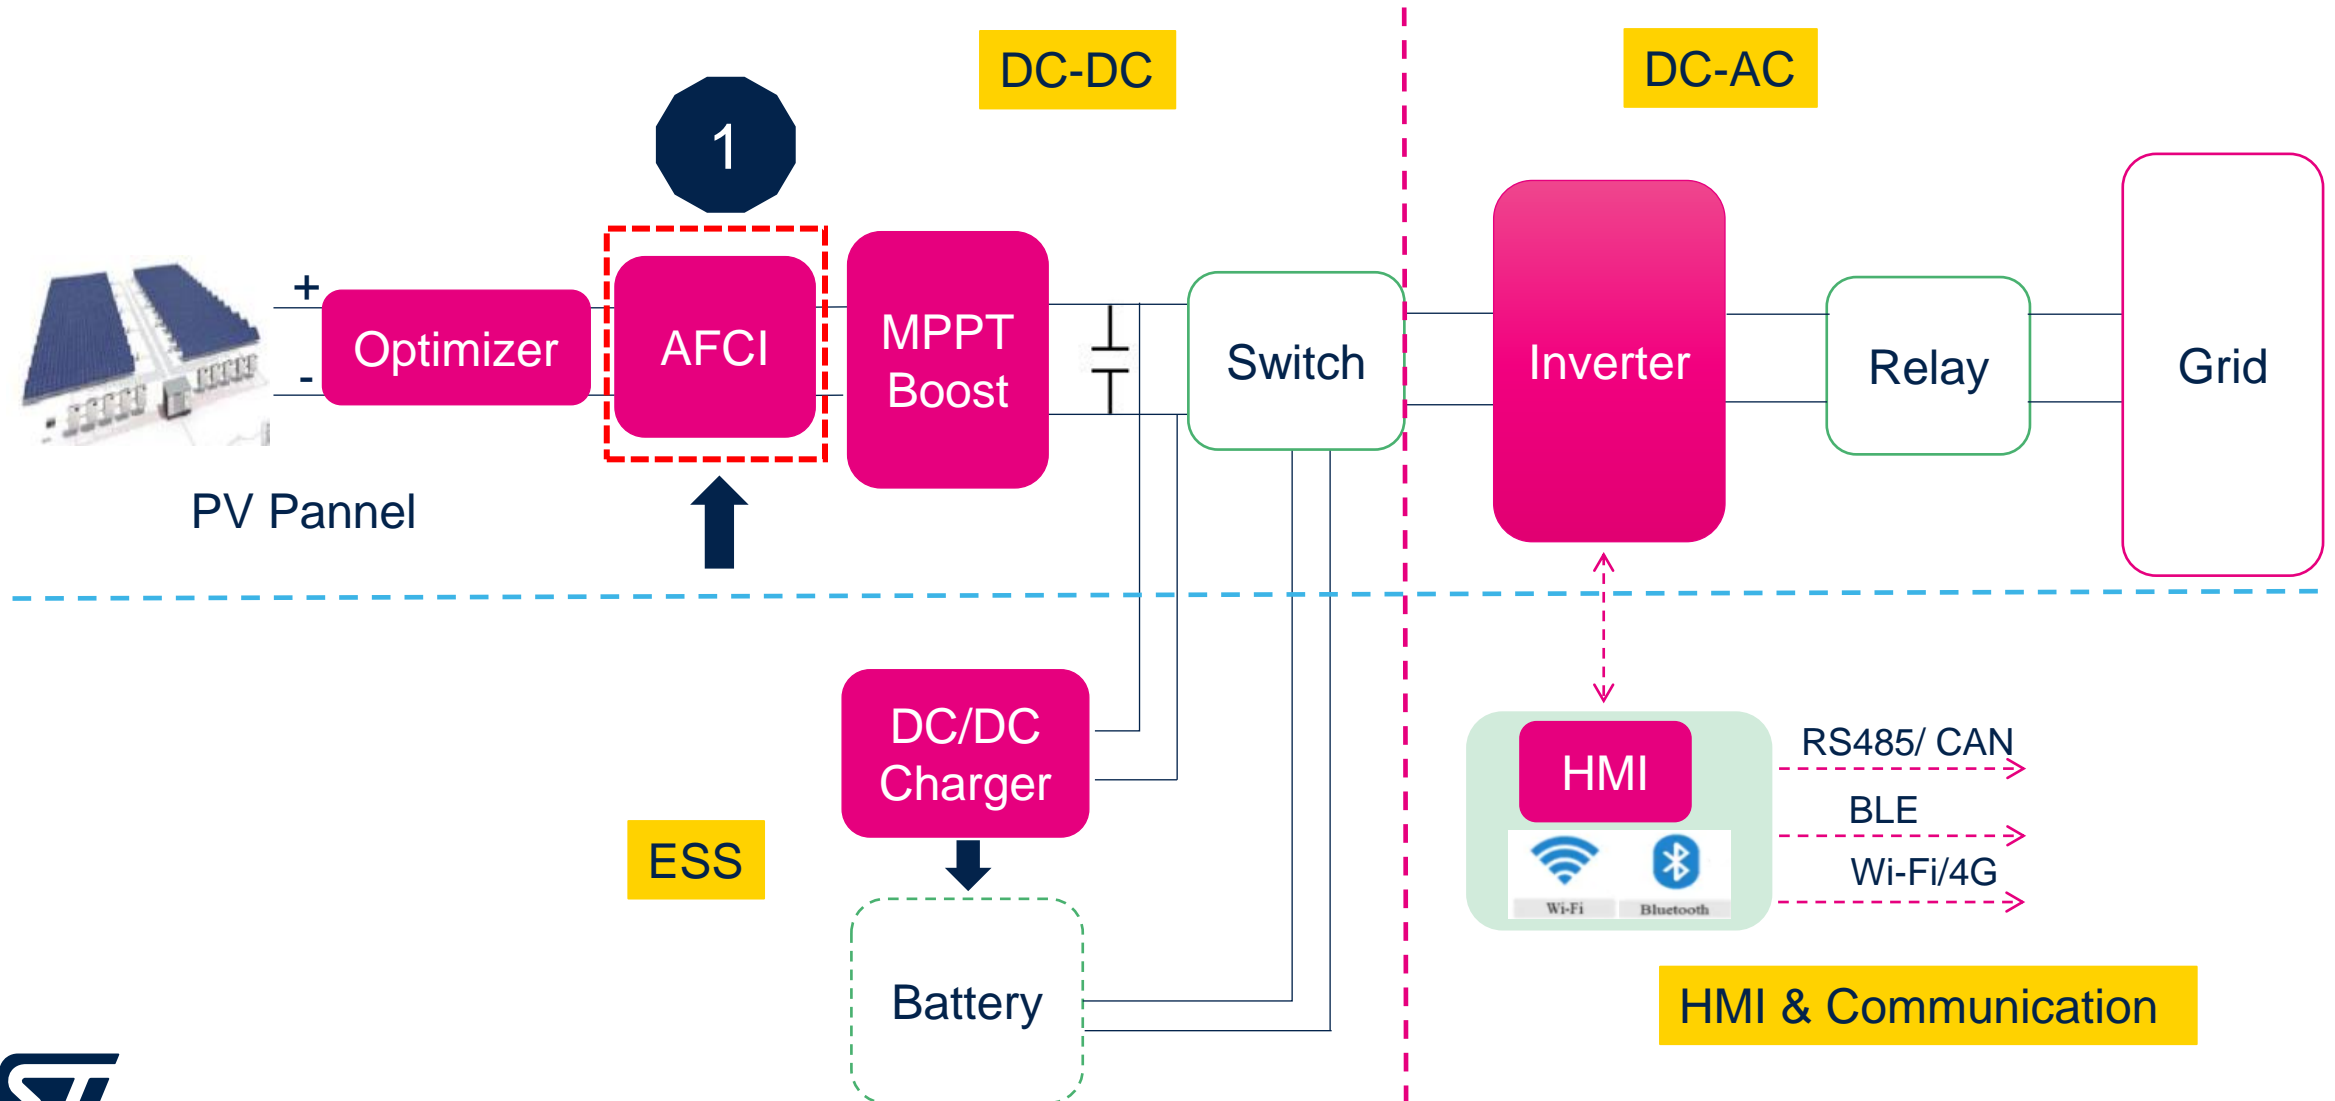 DC-DC
DC-AC
1
+
-
Optimizer
AFCI
MPPT
Boost
Switch
Inverter
Relay
Grid
PV Pannel
DC/DC
Charger
ESS
Battery
HMI
Wi-Fi
Bluetooth
RS485/ CAN
BLE
Wi-Fi/4G
HMI & Communication
ST